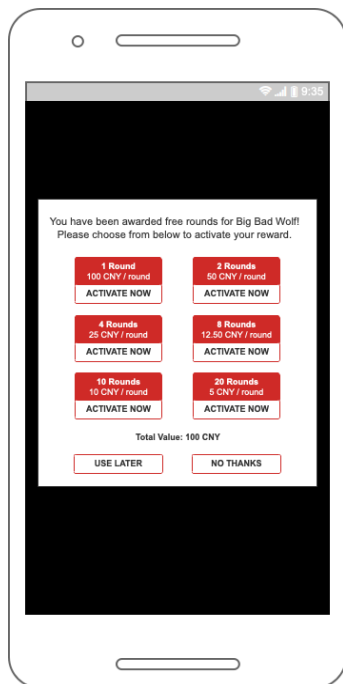 9:35
You have been awarded free rounds for Big Bad Wolf!
Please choose from below to activate your reward.
1 Round
100 CNY / round
ACTIVATE NOW
2 Rounds
50 CNY / round
ACTIVATE NOW
4 Rounds
25 CNY / round
ACTIVATE NOW
8 Rounds
12.50 CNY / round
ACTIVATE NOW
10 Rounds
10 CNY / round
ACTIVATE NOW
20 Rounds
5 CNY / round
ACTIVATE NOW
Total Value: 100 CNY
USE LATER
NO THANKS